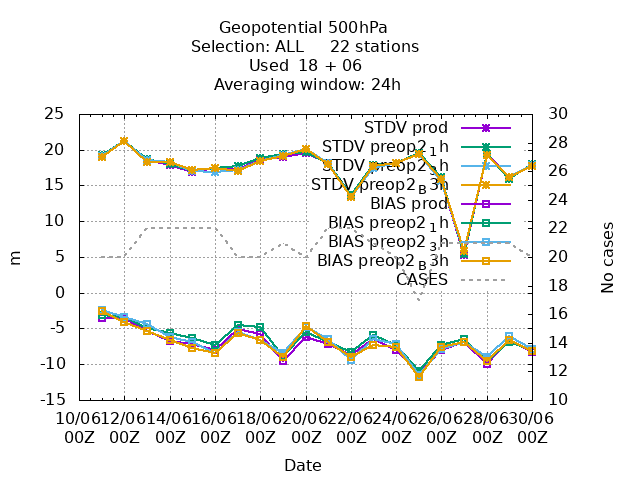 Geopotential 500hPa
Selection: ALL     22 stations
Used  18 + 06
Averaging window: 24h
STDV prod
STDV preop2_1h
STDV preop2_3h
STDV preop2_B3h
BIAS prod
BIAS preop2_1h
BIAS preop2_3h
BIAS preop2_B3h
CASES
25
20
15
10
5
0
-5
-10
-15
m
30
28
26
24
22
20
18
16
14
12
10
No cases
10/06 12/06 14/06 16/06 18/06 20/06 22/06 24/06 26/06 28/06 30/06
00Z 00Z 00Z 00Z 00Z 00Z 00Z 00Z 00Z 00Z 00Z
Date